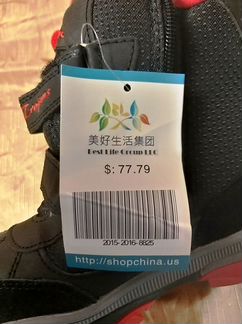 美好生活集团
Best Life Group LLC
$: 77.79
2015-2016-8825
http://shopchina.us